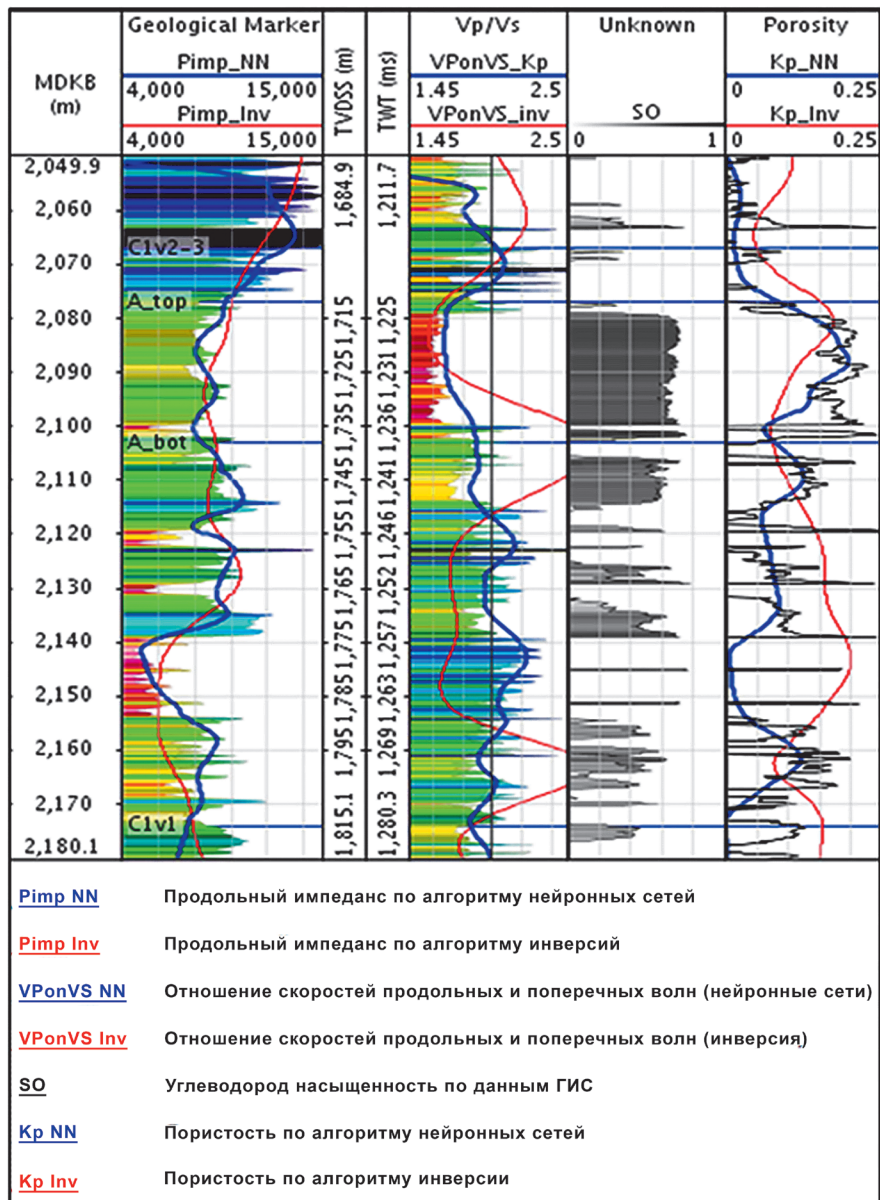 Geological Marker Vp/Vs Unknown Porosity
MDKB (m)
Pimp_NN
4,000 15,000
Pimp_Inv
4,000 15,000
TVDSS (m)
TWT (ms)
VPonVS_Kp
1.45 2.5
VPonVS_inv
1.45 2.5
SO
0 1
Kp_NN
0 0.25
Kp_Inv
0 0.25
2,049.9
2,060
2,070
2,080
2,090
2,100
2,110
2,120
2,130
2,140
2,150
2,160
2,170
2,180.1
C1v2-3
A_top
A_bot
C1v1
1,684.9
1,715
1,725
1,735
1,745
1,755
1,765
1,775
1,785
1,795
1,815.1
1,211.7
1,225
1,231
1,236
1,241
1,246
1,252
1,257
1,263
1,269
1,280.3
Pimp NN Продольный импеданс по алгоритму нейронных сетей
Pimp Inv Продольный импеданс по алгоритму инверсий
VPonVS NN Отношение скоростей продольных и поперечных волн (нейронные сети)
VPonVS Inv Отношение скоростей продольных и поперечных волн (инверсия)
SO Углеводород насыщенность по данным ГИС
Kp NN Пористость по алгоритму нейронных сетей
Kp Inv Пористость по алгоритму инверсии